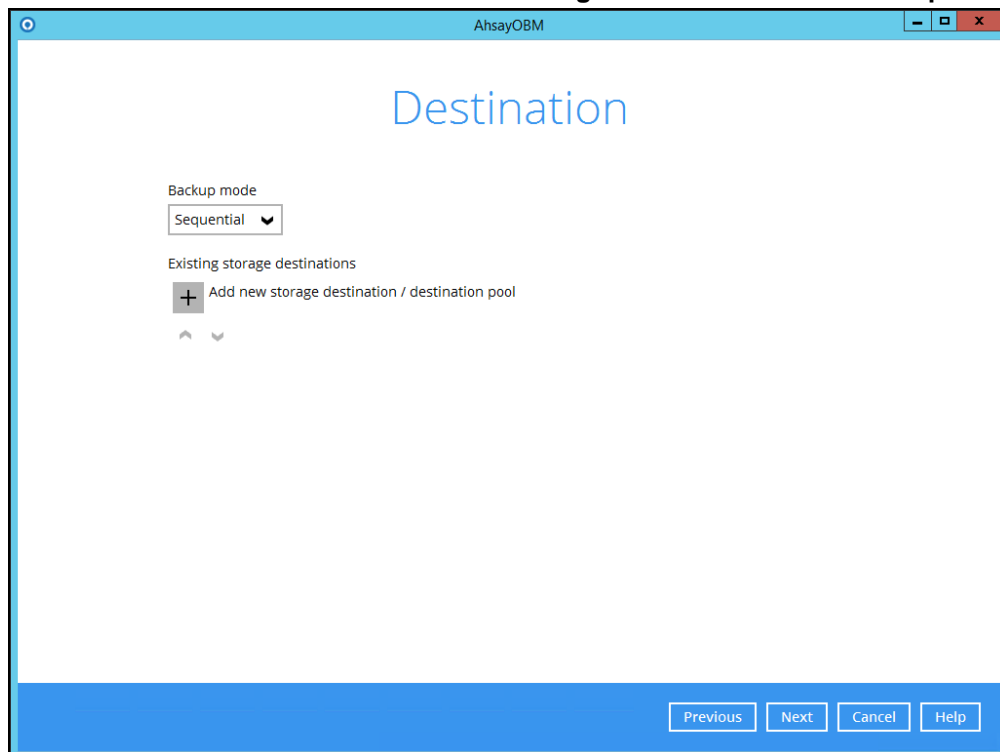 AhsayOBM
Destination
Backup mode
Sequential
Existing storage destinations
Add new storage destination / destination pool
Previous Next Cancel Help